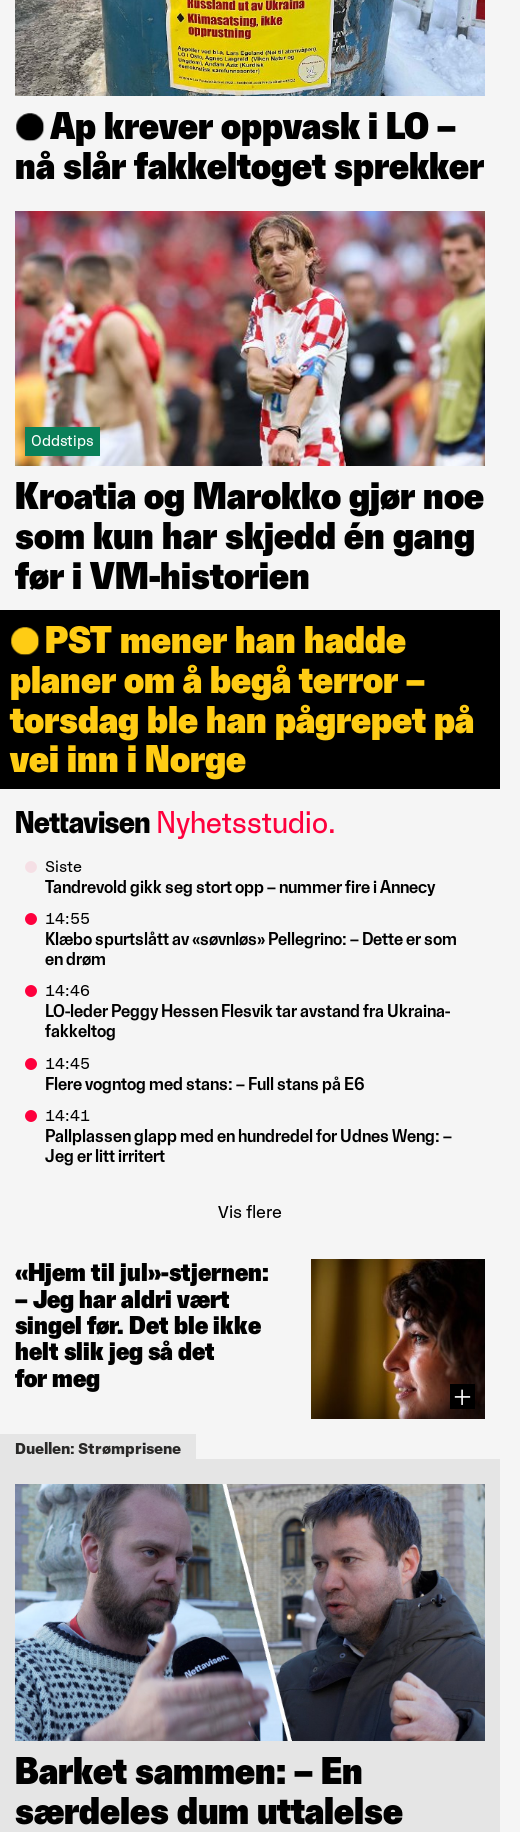 Russland ut av Ukraina
Klimasatsing, ikke
opprustning
Ap krever oppvask i LO –
nå slår fakkeltoget sprekker
Oddstips
Kroatia og Marokko gjør noe
som kun har skjedd én gang
før i VM-historien
PST mener han hadde
planer om å begå terror –
torsdag ble han pågrepet på
vei inn i Norge
Nettavisen Nyhetsstudio.
Siste
Tandrevold gikk seg stort opp – nummer fire i Annecy
14:55
Klæbo spurtslått av «søvnløs» Pellegrino: – Dette er som
en drøm
14:46
LO-leder Peggy Hessen Flesvik tar avstand fra Ukraina-
fakkeltog
14:45
Flere vogntog med stans: – Full stans på E6
14:41
Pallplassen glapp med en hundredel for Udnes Weng: –
Jeg er litt irritert
Vis flere
«Hjem til jul»-stjernen:
– Jeg har aldri vært
singel før. Det ble ikke
helt slik jeg så det
for meg
Duellen: Strømprisene
Nettavisen.
Barket sammen: – En
særdeles dum uttalelse